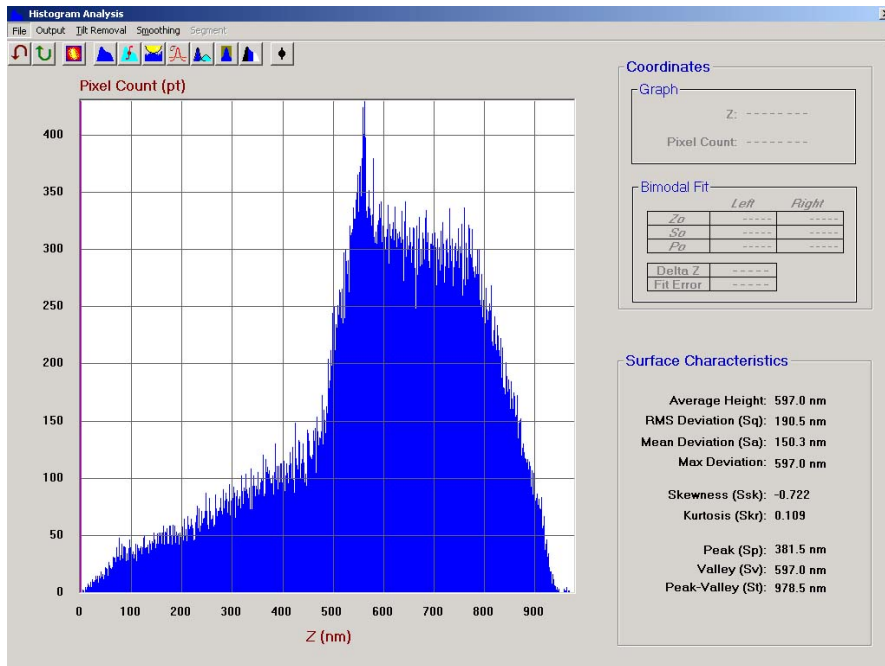 Histogram Analysis
File Output Tilt Removal Smoothing Segment
Pixel Count (pt)
400
350
300
250
200
150
100
50
0
0 100 200 300 400 500 600 700 800 900
Z (nm)
Coordinates
Graph
Z: --------
Pixel Count: --------
Bimodal Fit
Left Right
Zo ----- -----
So ----- -----
Po ----- -----
Delta Z -----
Fit Error -----
Surface Characteristics
Average Height: 597.0 nm
RMS Deviation (Sq): 190.5 nm
Mean Deviation (Sa): 150.3 nm
Max Deviation: 597.0 nm
Skewness (Ssk): -0.722
Kurtosis (Skr): 0.109
Peak (Sp): 381.5 nm
Valley (Sv): 597.0 nm
Peak-Valley (St): 978.5 nm